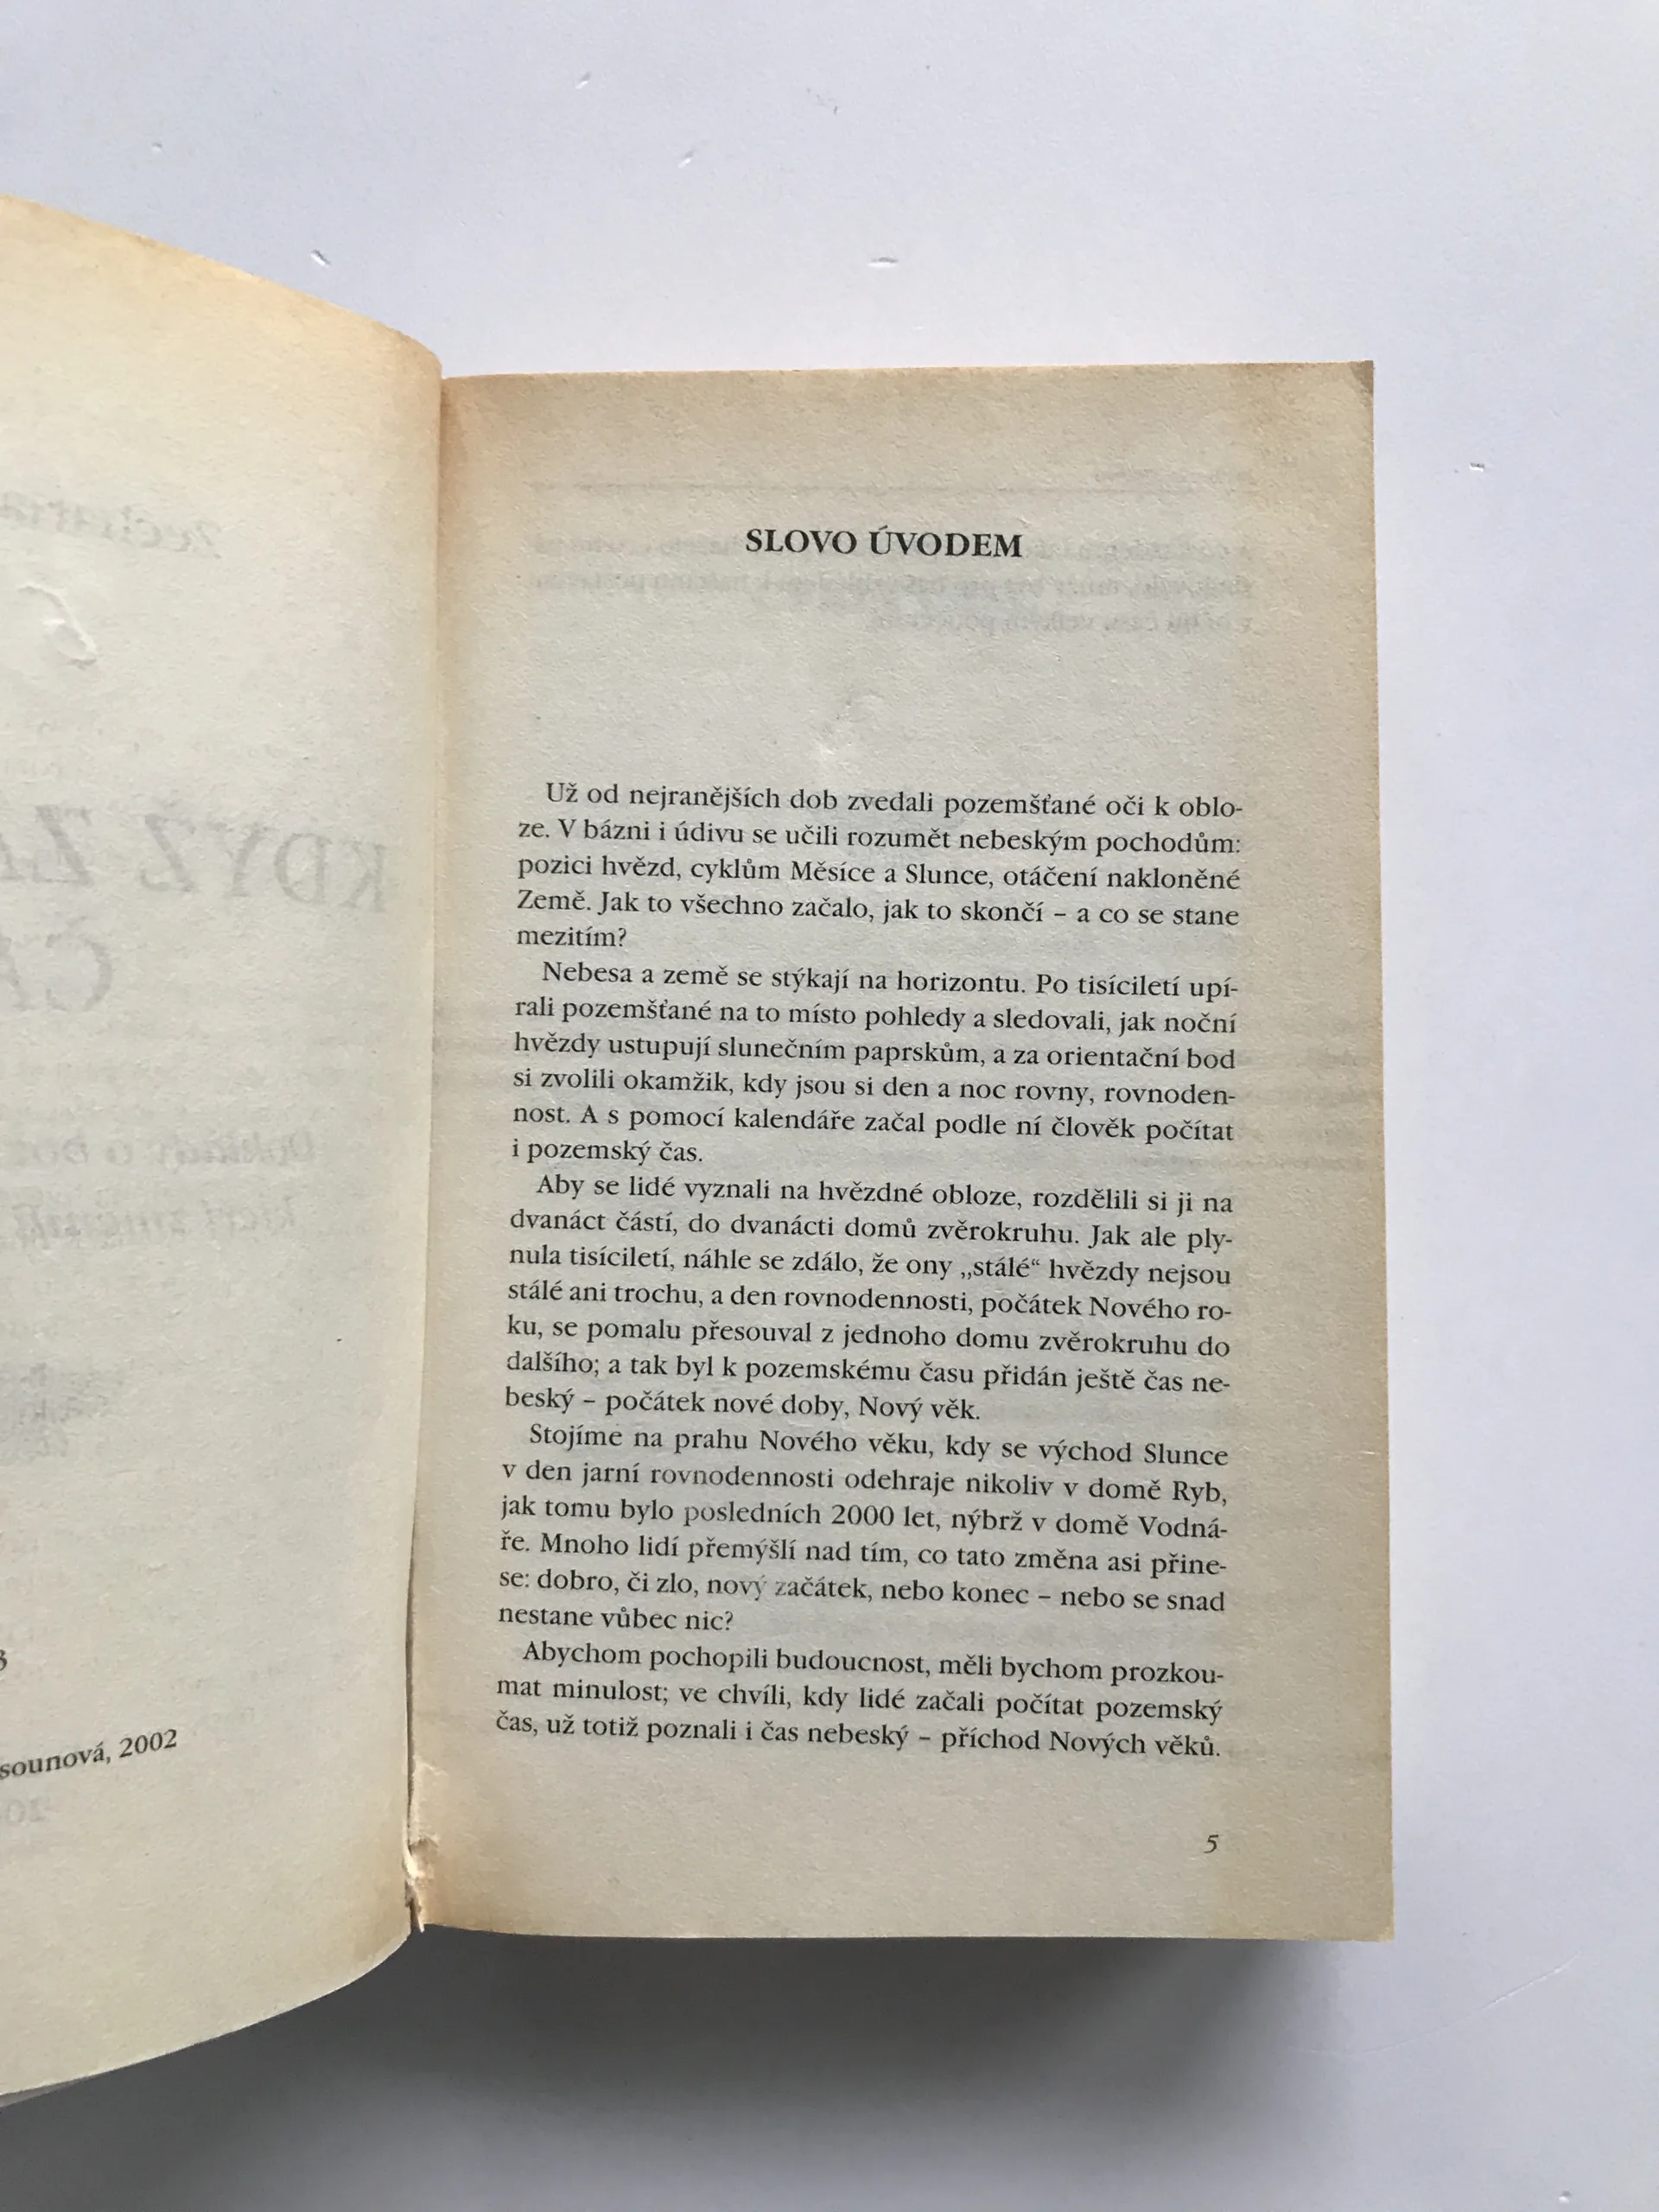 3
sounová, 2002
SLOVO ÚVODEM
Už od nejranějších dob zvedali pozemšťané oči k oblo-
ze. V bázni i údivu se učili rozumět nebeským pochodům:
pozici hvězd, cyklům Měsíce a Slunce, otáčení nakloněné
Země. Jak to všechno začalo, jak to skončí – a co se stane
mezitím?
Nebesa a země se stýkají na horizontu. Po tisíciletí upí-
rali pozemšťané na to místo pohledy a sledovali, jak noční
hvězdy ustupují slunečním paprskům, a za orientační bod
si zvolili okamžik, kdy jsou si den a noc rovny, rovnoden-
nost. A s pomocí kalendáře začal podle ní člověk počítat
i pozemský čas.
Aby se lidé vyznali na hvězdné obloze, rozdělili si ji na
dvanáct částí, do dvanácti domů zvěrokruhu. Jak ale ply-
nula tisíciletí, náhle se zdálo, že ony „stálé“ hvězdy nejsou
stálé ani trochu, a den rovnodennosti, počátek Nového ro-
ku, se pomalu přesouval z jednoho domu zvěrokruhu do
dalšího; a tak byl k pozemskému času přidán ještě čas ne-
beský – počátek nové doby, Nový věk.
Stojíme na prahu Nového věku, kdy se východ Slunce
v den jarní rovnodennosti odehraje nikoliv v domě Ryb,
jak tomu bylo posledních 2000 let, nýbrž v domě Vodná-
ře. Mnoho lidí přemýšlí nad tím, co tato změna asi přine-
se: dobro, či zlo, nový začátek, nebo konec – nebo se snad
nestane vůbec nic?
Abychom pochopili budoucnost, měli bychom prozkou-
mat minulost; ve chvíli, kdy lidé začali počítat pozemský
čas, už totiž poznali i čas nebeský – příchod Nových věků.
5